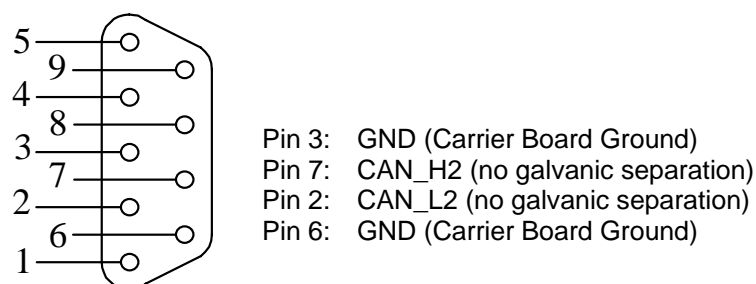 5
9
4
8
3
7
2
6
1
Pin 3: GND (Carrier Board Ground)
Pin 7: CAN_H2 (no galvanic separation)
Pin 2: CAN_L2 (no galvanic separation)
Pin 6: GND (Carrier Board Ground)